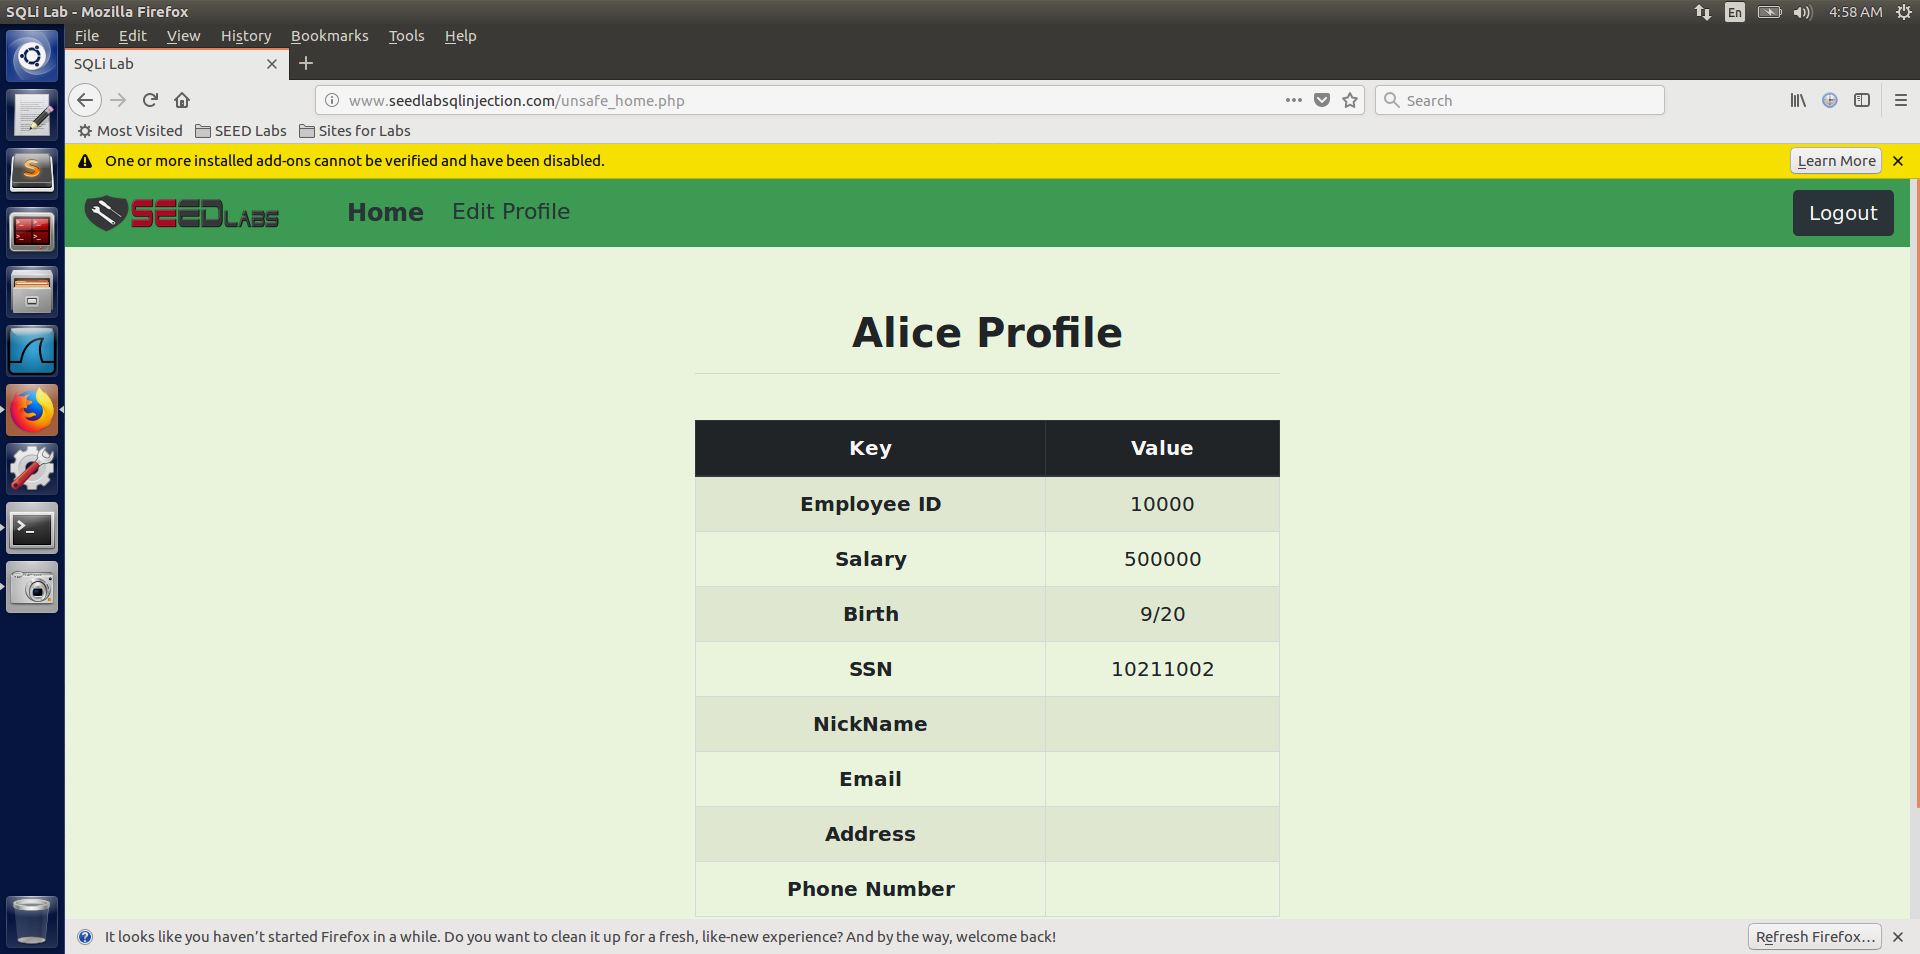 SQLi Lab - Mozilla Firefox
En
4:58 AM
File Edit View History Bookmarks Tools Help
SQLi Lab
www.seedlabsqlinjection.com/unsafe_home.php
Search
Most Visited SEED Labs Sites for Labs
One or more installed add-ons cannot be verified and have been disabled.
Learn More
SEEDLABS
Home Edit Profile
Logout
Alice Profile
Key Value
Employee ID 10000
Salary 500000
Birth 9/20
SSN 10211002
NickName
Email
Address
Phone Number
It looks like you haven’t started Firefox in a while. Do you want to clean it up for a fresh, like-new experience? And by the way, welcome back!
Refresh Firefox…